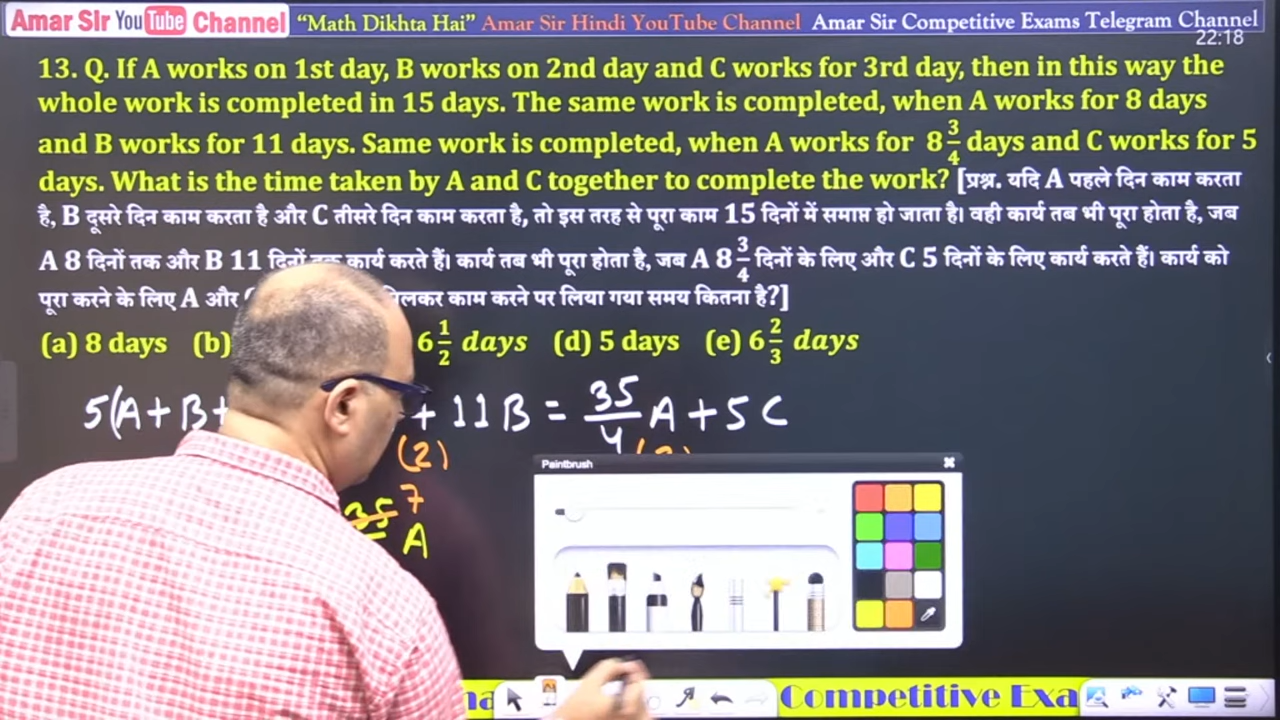 Amar SIr YouTube Channel “Math Dikhta Hai” Amar Sir Hindi YouTube Channel Amar Sir Competitive Exams Telegram Channel
22:18
13. Q. If A works on 1st day, B works on 2nd day and C works for 3rd day, then in this way the
whole work is completed in 15 days. The same work is completed, when A works for 8 days
and B works for 11 days. Same work is completed, when A works for 8 3/4 days and C works for 5
days. What is the time taken by A and C together to complete the work? [प्रश्न. यदि A पहले दिन काम करता
है, B दूसरे दिन काम करता है और C तीसरे दिन काम करता है, तो इस तरह से पूरा काम 15 दिनों में समाप्त हो जाता है। वही कार्य तब भी पूरा होता है, जब
A 8 दिनों तक और B 11 दिनों कार्य करते हैं। कार्य तब भी पूरा होता है, जब A 8 3/4 दिनों के लिए और C 5 दिनों के लिए कार्य करते हैं। कार्य को
पूरा करने के लिए A और काम करने पर लिया गया समय कितना है?]
(a) 8 days (b) 6 1/2 days (d) 5 days (e) 6 2/3 days
5(A+B+ + 11B = 35/4 A + 5C
(2)
7
35 A
Paintbrush
Competitive Exa